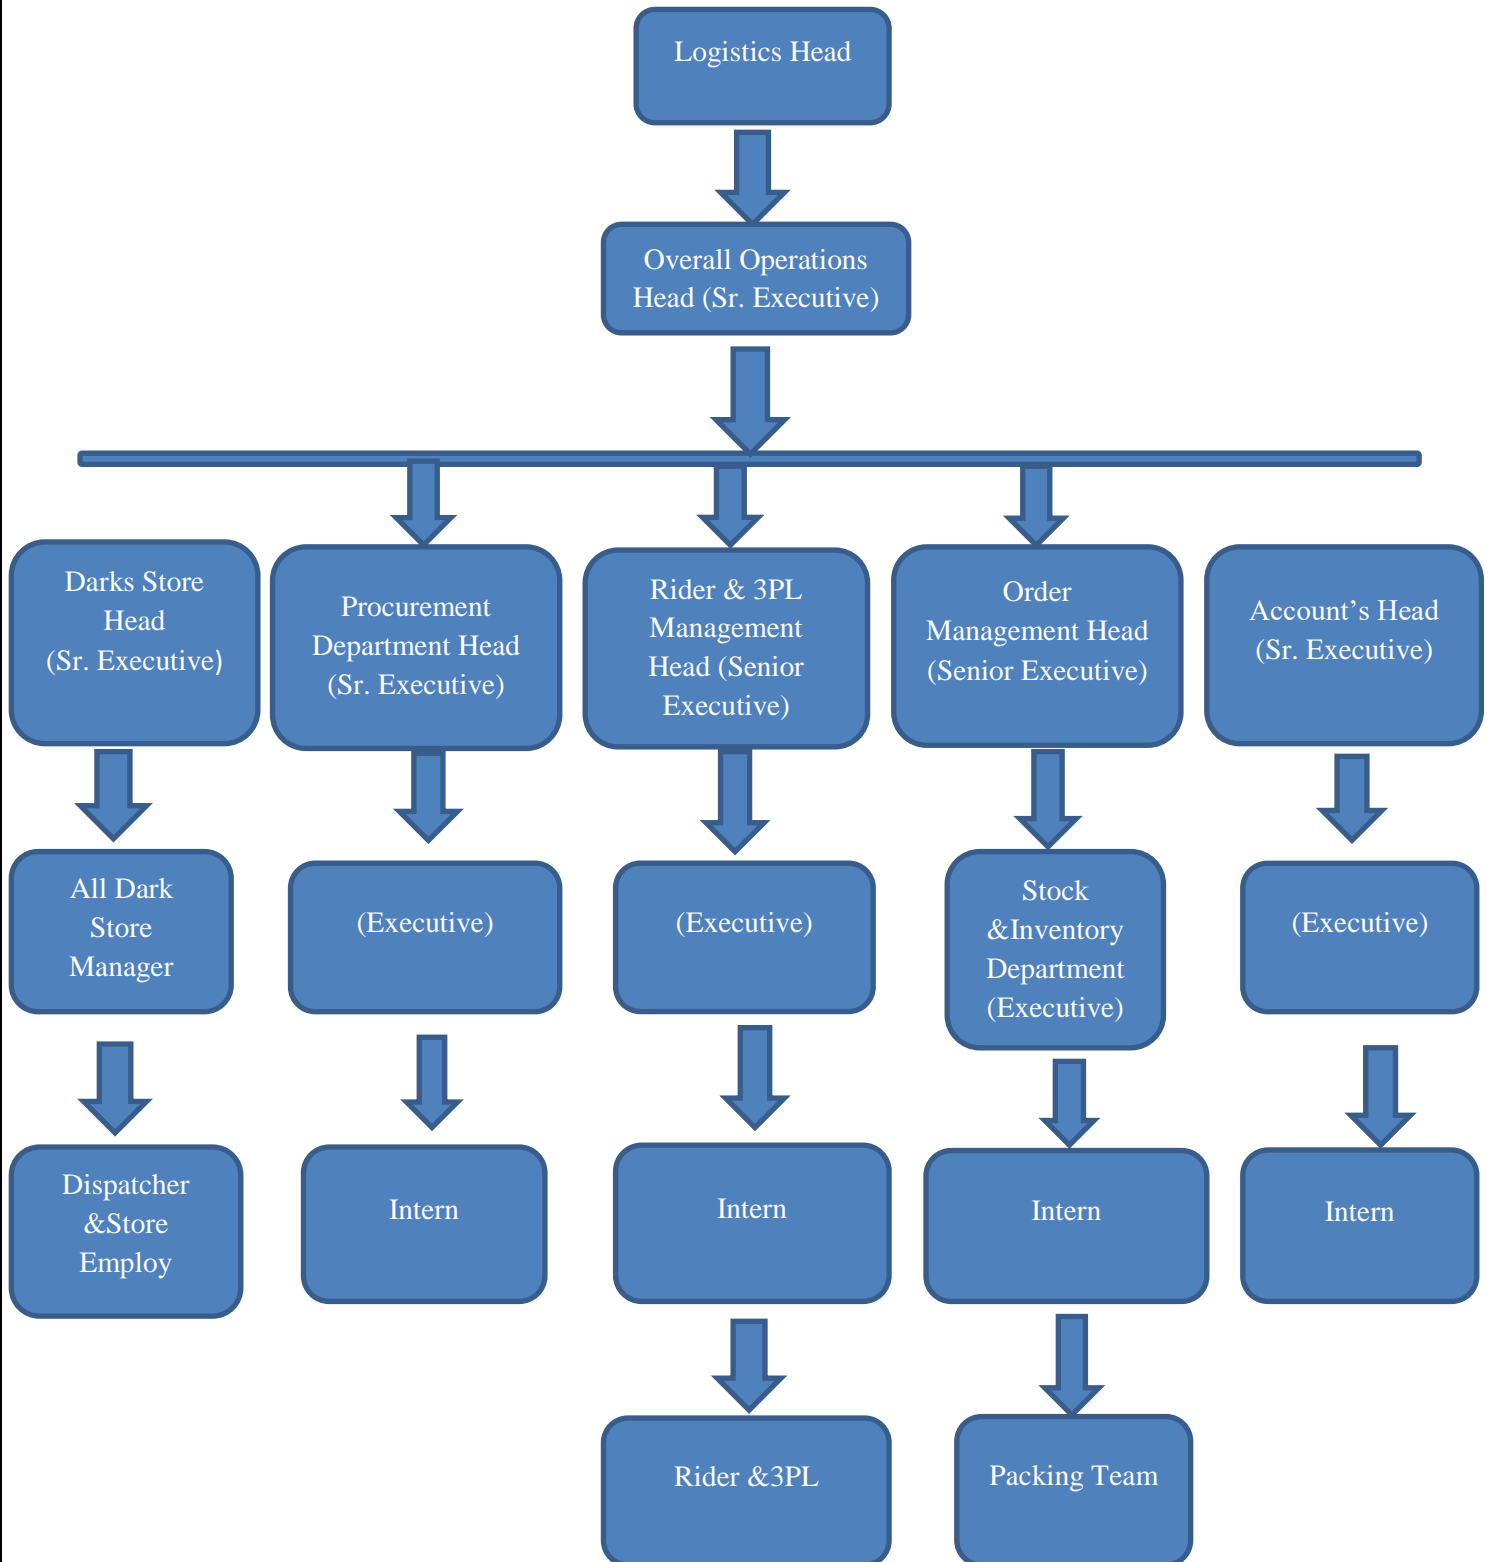 Logistics Head
Overall Operations
Head (Sr. Executive)
Darks Store
Head
(Sr. Executive)
Procurement
Department Head
(Sr. Executive)
Rider & 3PL
Management
Head (Senior
Executive)
Order
Management Head
(Senior Executive)
Account’s Head
(Sr. Executive)
All Dark
Store
Manager
(Executive)
(Executive)
Stock
&Inventory
Department
(Executive)
(Executive)
Dispatcher
&Store
Employ
Intern
Intern
Intern
Intern
Rider &3PL
Packing Team